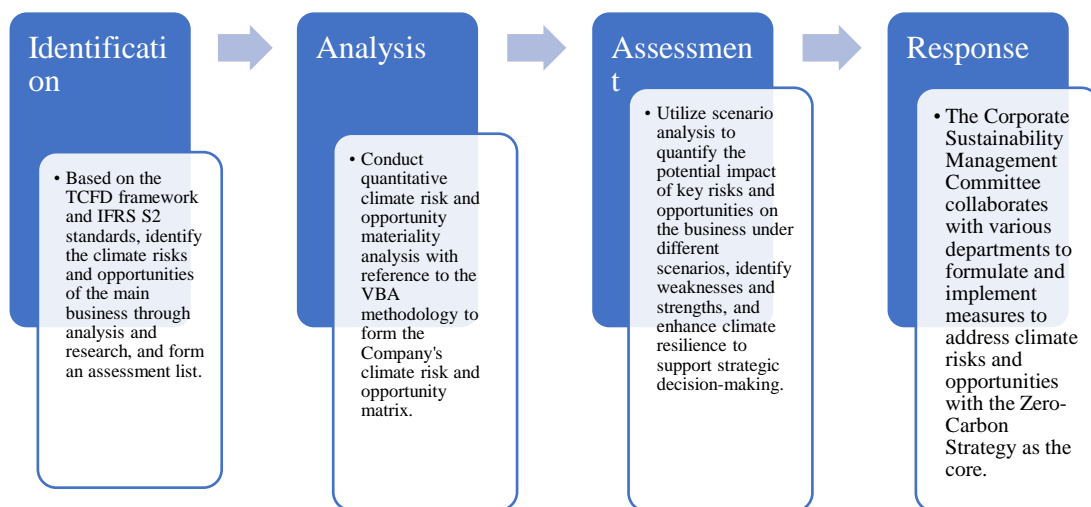 Identificati
on
• Based on the
TCFD framework
and IFRS S2
standards, identify
the climate risks
and opportunities
of the main
business through
analysis and
research, and form
an assessment list.
Analysis
• Conduct
quantitative
climate risk and
opportunity
materiality
analysis with
reference to the
VBA
methodology to
form the
Company's
climate risk and
opportunity
matrix.
Assessmen
t
• Utilize scenario
analysis to
quantify the
potential impact
of key risks and
opportunities on
the business under
different
scenarios, identify
weaknesses and
strengths, and
enhance climate
resilience to
support strategic
decision-making.
Response
• The Corporate
Sustainability
Management
Committee
collaborates
with various
departments to
formulate and
implement
measures to
address climate
risks and
opportunities
with the Zero-
Carbon
Strategy as the
core.